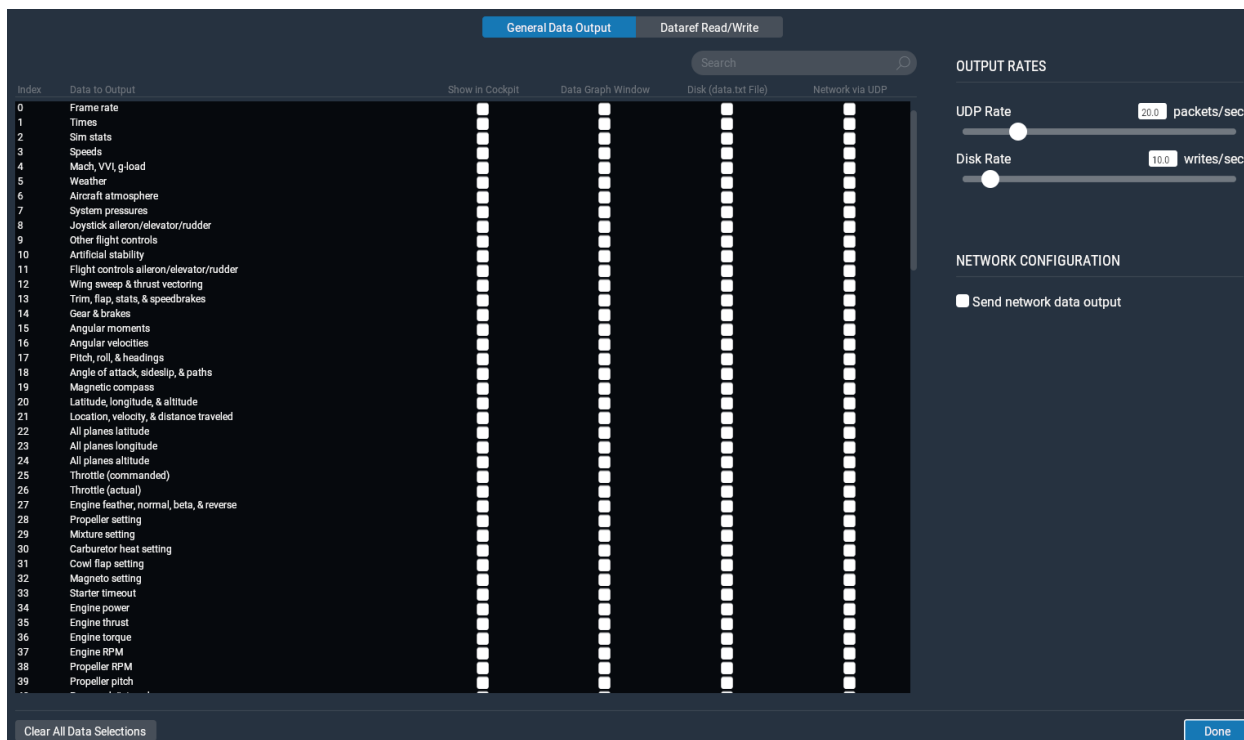 General Data Output Dataref Read/Write
Search
OUTPUT RATES
Index Data to Output Show in Cockpit Data Graph Window Disk (data.txt File) Network via UDP
0 Frame rate
1 Times
2 Sim stats
3 Speeds
4 Mach, VVI, g-load
5 Weather
6 Aircraft atmosphere
7 System pressures
8 Joystick aileron/elevator/rudder
9 Other flight controls
10 Artificial stability
11 Flight controls aileron/elevator/rudder
12 Wing sweep & thrust vectoring
13 Trim, flap, stats, & speedbrakes
14 Gear & brakes
15 Angular moments
16 Angular velocities
17 Pitch, roll, & headings
18 Angle of attack, sideslip, & paths
19 Magnetic compass
20 Latitude, longitude, & altitude
21 Location, velocity, & distance traveled
22 All planes latitude
23 All planes longitude
24 All planes altitude
25 Throttle (commanded)
26 Throttle (actual)
27 Engine feather, normal, beta, & reverse
28 Propeller setting
29 Mixture setting
30 Carburetor heat setting
31 Cowl flap setting
32 Magneto setting
33 Starter timeout
34 Engine power
35 Engine thrust
36 Engine torque
37 Engine RPM
38 Propeller RPM
39 Propeller pitch
UDP Rate 20.0 packets/sec
Disk Rate 10.0 writes/sec
NETWORK CONFIGURATION
Send network data output
Clear All Data Selections
Done